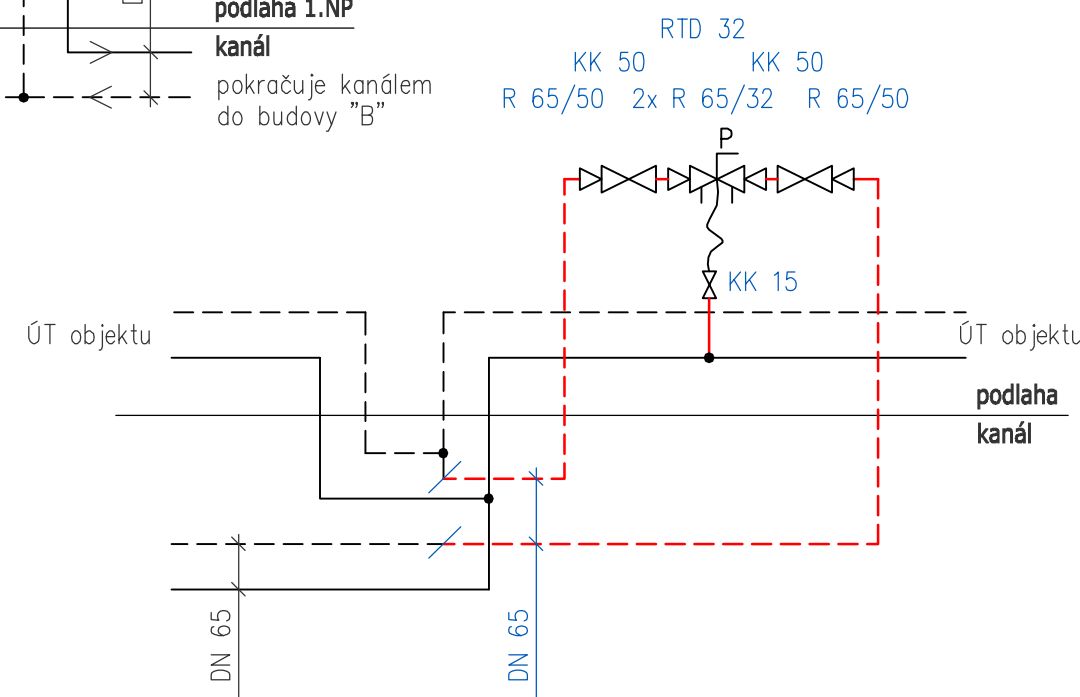 podlaha 1.NP
kanál
pokračuje kanálem
do budovy "B"
RTD 32
KK 50 KK 50
R 65/50 2x R 65/32 R 65/50
P
KK 15
ÚT objektu
ÚT objektu
podlaha
kanál
DN 65
DN 65